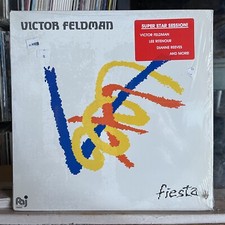 VICTOR FELDMAN
SUPER STAR SESSION!
VICTOR FELDMAN
LEE RITENOUR
DIANNE REEVES
AND MORE!
fiesta